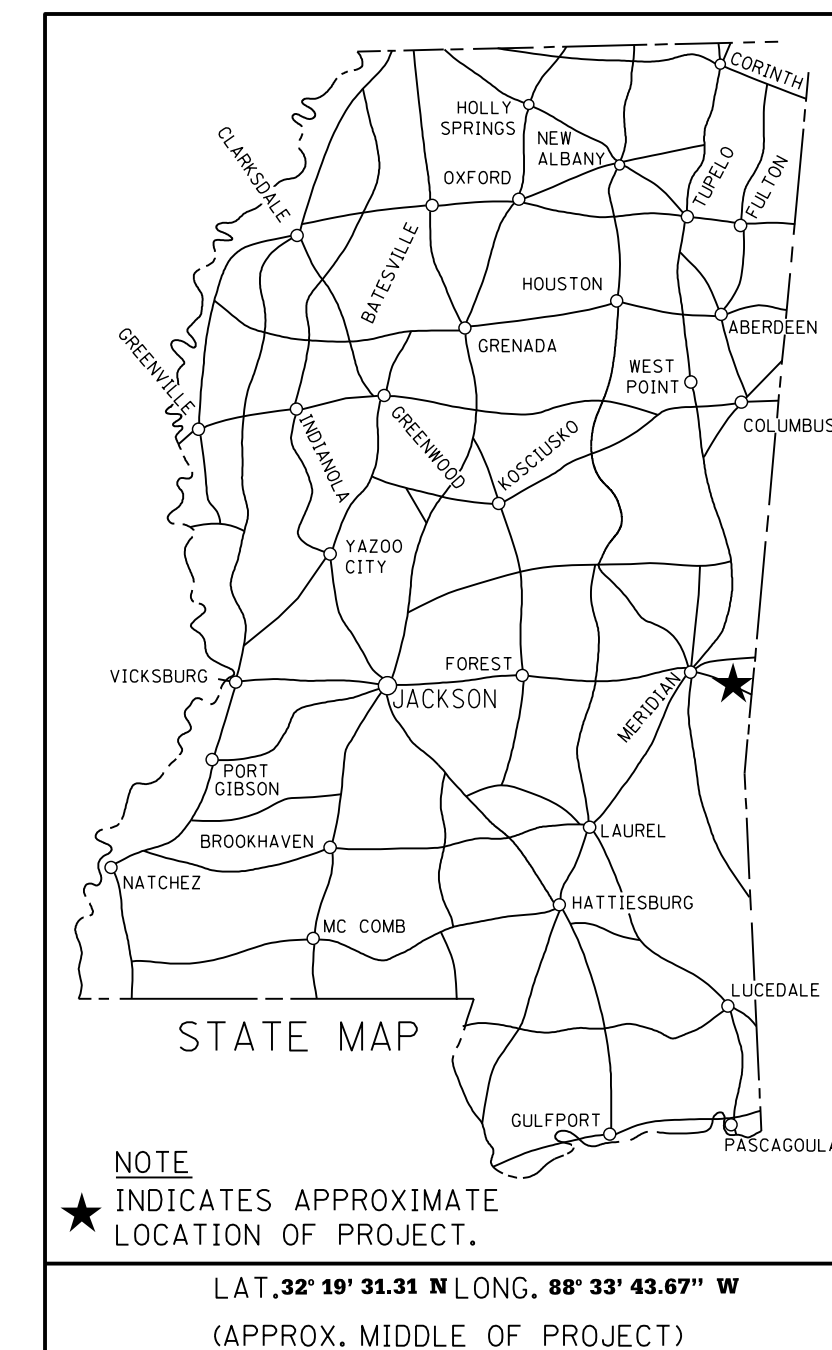 CORINTH
HOLLY
SPRINGS
NEW
ALBANY
CLARKSDALE
OXFORD
TUPELO
FULTON
BATESVILLE
HOUSTON
ABERDEEN
GREENVILLE
GRENADA
WEST
POINT
COLUMBUS
INDIANOLA
GREENWOOD
KOSCIUSKO
YAZOO
CITY
VICKSBURG
FOREST
JACKSON
MERIDIAN
PORT
GIBSON
BROOKHAVEN
LAUREL
NATCHEZ
HATTIESBURG
MC COMB
LUCEDALE
STATE MAP
GULFPORT
PASCAGOULA
NOTE
INDICATES APPROXIMATE
LOCATION OF PROJECT.
LAT.32° 19' 31.31 N LONG. 88° 33' 43.67” W
(APPROX. MIDDLE OF PROJECT)